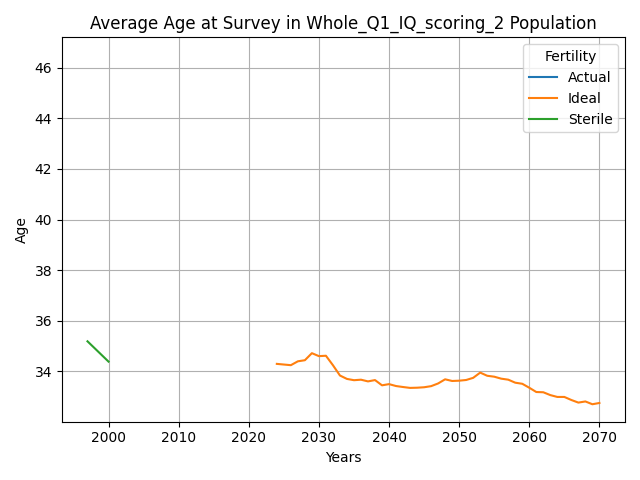 Average Age at Survey in Whole_Q1_IQ_scoring_2 Population
Fertility
Actual
Ideal
Sterile
Age
46
44
42
40
38
36
34
2000 2010 2020 2030 2040 2050 2060 2070
Years